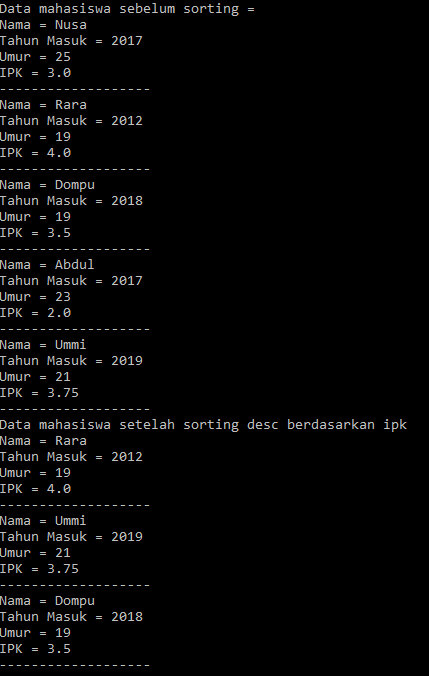 Data mahasiswa sebelum sorting =
Nama = Nusa
Tahun Masuk = 2017
Umur = 25
IPK = 3.0
-------------------
Nama = Rara
Tahun Masuk = 2012
Umur = 19
IPK = 4.0
-------------------
Nama = Dompu
Tahun Masuk = 2018
Umur = 19
IPK = 3.5
-------------------
Nama = Abdul
Tahun Masuk = 2017
Umur = 23
IPK = 2.0
-------------------
Nama = Ummi
Tahun Masuk = 2019
Umur = 21
IPK = 3.75
-------------------
Data mahasiswa setelah sorting desc berdasarkan ipk
Nama = Rara
Tahun Masuk = 2012
Umur = 19
IPK = 4.0
-------------------
Nama = Ummi
Tahun Masuk = 2019
Umur = 21
IPK = 3.75
-------------------
Nama = Dompu
Tahun Masuk = 2018
Umur = 19
IPK = 3.5
-------------------